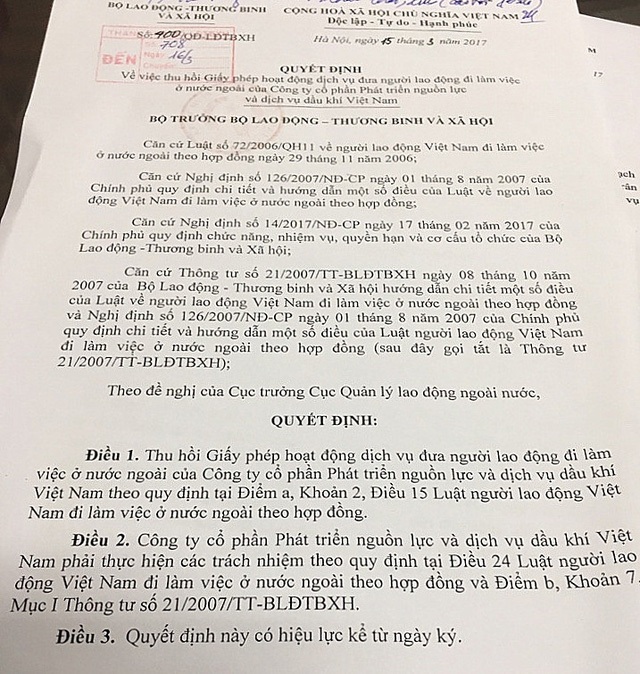 BỘ LAO ĐỘNG -THƯƠNG BINH
VÀ XÃ HỘI
CỘNG HOÀ XÃ HỘI CHỦ NGHĨA VIỆT NAM
Độc lập - Tự do - Hạnh phúc
Số: 400/QĐ-LĐTBXH
Hà Nội, ngày 15 tháng 3 năm 2017
ĐẾN
Số: 708
Ngày 16/3
QUYẾT ĐỊNH
Về việc thu hồi Giấy phép hoạt động dịch vụ đưa người lao động đi làm việc
ở nước ngoài của Công ty cổ phần Phát triển nguồn lực
và dịch vụ dầu khí Việt Nam
BỘ TRƯỞNG BỘ LAO ĐỘNG – THƯƠNG BINH VÀ XÃ HỘI
Căn cứ Luật số 72/2006/QH11 về người lao động Việt Nam đi làm việc
ở nước ngoài theo hợp đồng ngày 29 tháng 11 năm 2006;
Căn cứ Nghị định số 126/2007/NĐ-CP ngày 01 tháng 8 năm 2007 của
Chính phủ quy định chi tiết và hướng dẫn một số điều của Luật về người lao
động Việt Nam đi làm việc ở nước ngoài theo hợp đồng;
Căn cứ Nghị định số 14/2017/NĐ-CP ngày 17 tháng 02 năm 2017 của
Chính phủ quy định chức năng, nhiệm vụ, quyền hạn và cơ cấu tổ chức của Bộ
Lao động -Thương binh và Xã hội;
Căn cứ Thông tư số 21/2007/TT-BLĐTBXH ngày 08 tháng 10 năm
2007 của Bộ Lao động - Thương binh và Xã hội hướng dẫn chi tiết một số điều
của Luật về người lao động Việt Nam đi làm việc ở nước ngoài theo hợp đồng
và Nghị định số 126/2007/NĐ-CP ngày 01 tháng 8 năm 2007 của Chính phủ
quy định chi tiết và hướng dẫn một số điều của Luật người lao động Việt Nam
đi làm việc ở nước ngoài theo hợp đồng (sau đây gọi tắt là Thông tư
21/2007/TT-BLĐTBXH);
Theo đề nghị của Cục trưởng Cục Quản lý lao động ngoài nước,
QUYẾT ĐỊNH:
Điều 1. Thu hồi Giấy phép hoạt động dịch vụ đưa người lao động đi làm
việc ở nước ngoài của Công ty cổ phần Phát triển nguồn lực và dịch vụ dầu khí
Việt Nam theo quy định tại Điểm a, Khoản 2, Điều 15 Luật người lao động Việt
Nam đi làm việc ở nước ngoài theo hợp đồng.
Điều 2. Công ty cổ phần Phát triển nguồn lực và dịch vụ dầu khí Việt
Nam phải thực hiện các trách nhiệm theo quy định tại Điều 24 Luật người lao
động Việt Nam đi làm việc ở nước ngoài theo hợp đồng và Điểm b, Khoản 7,
Mục I Thông tư số 21/2007/TT-BLĐTBXH.
Điều 3. Quyết định này có hiệu lực kể từ ngày ký.
M
17
vụ